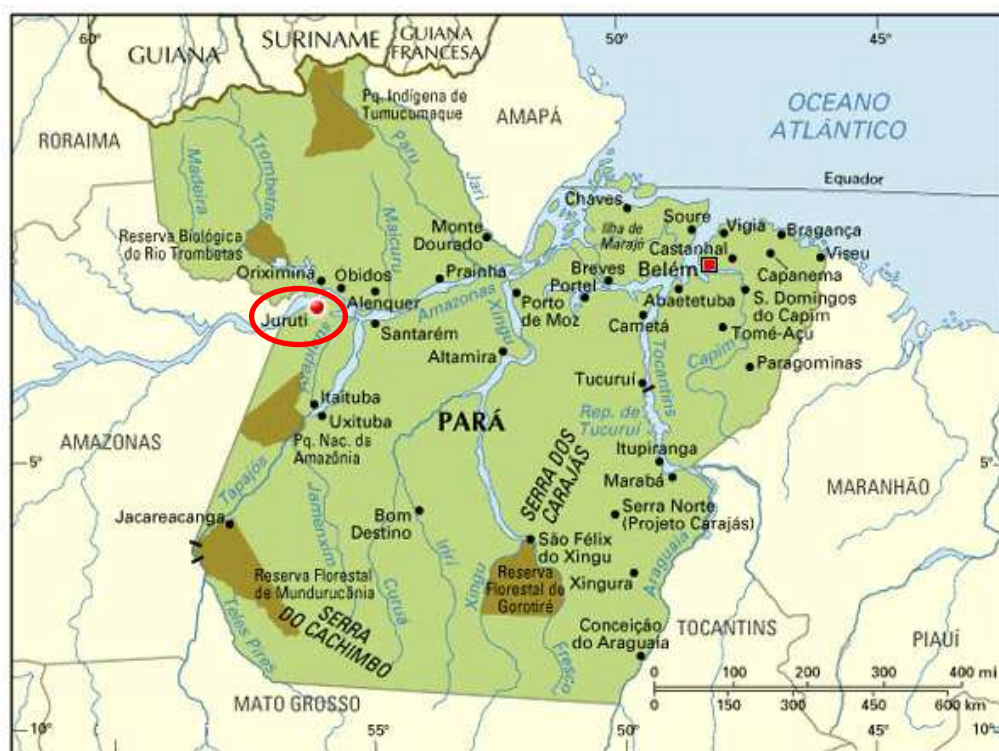 60°
50°
45°
GUIANA
SURINAME
GUIANA
FRANCESA
Pq. Indígena de
Tumucumaque
AMAPÁ
OCEANO
ATLÂNTICO
RORAIMA
Madeira
Trombetas
Paru
Jari
Maicuru
Equador
Reserva Biológica
do Rio Trombetas
Monte
Dourado
Chaves
Ilha de
Marajó
Soure
Vigia
Bragança
Castanhal
Viseu
Belém
Capanema
Oriximiná
Obidos
Prainha
Breves
Portel
Alenquer
Amazonas
Xingu
Porto
de Moz
Abaetetuba
S. Domingos
do Capim
Juruti
Santarém
Cametá
Tomé-Açu
Altamira
Tocantins
Capim
Paragominas
Tucuruí
Itaituba
Uxituba
PARÁ
Rep. de
Tucuruí
AMAZONAS
Pq. Nac. da
Amazônia
Itupiranga
5°
5°
Tapajós
SERRA DOS
CARAJÁS
Marabá
MARANHÃO
Jacareacanga
Jamenxim
Bom
Destino
Serra Norte
(Projeto Carajás)
São Félix
do Xingu
Iriri
Xingu
Araguaia
Reserva Florestal
de Mundurucânia
Reserva
Florestal de
Gorotiré
Xingura
SERRA
DO CACHIMBO
Curuá
Teles Pires
Fresco
Conceição
do Araguaia
TOCANTINS
PIAUÍ
MATO GROSSO
0 100 200 300 400 mi
0 150 300 450 600 km
10°
55°
50°
45°
10°